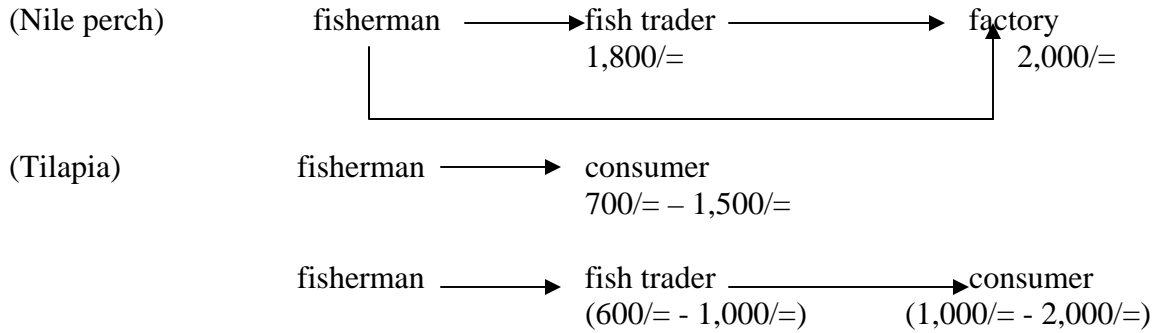 (Nile perch) fisherman fish trader factory
1,800/= 2,000/=
(Tilapia) fisherman consumer
700/= – 1,500/=
fisherman fish trader consumer
(600/= - 1,000/=) (1,000/= - 2,000/=)